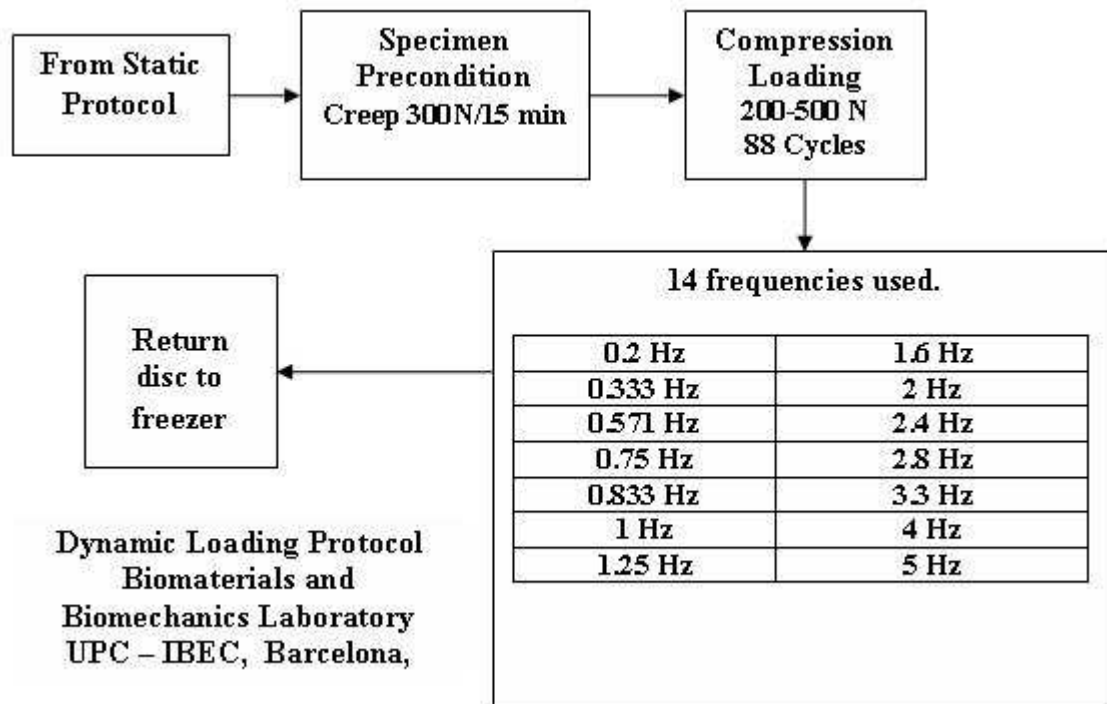 From Static
Protocol
Specimen
Precondition
Creep 300N/15 min
Compression
Loading
200-500 N
88 Cycles
14 frequencies used.
0.2 Hz 1.6 Hz
0.333 Hz 2 Hz
0.571 Hz 2.4 Hz
0.75 Hz 2.8 Hz
0.833 Hz 3.3 Hz
1 Hz 4 Hz
1.25 Hz 5 Hz
Return
disc to
freezer
Dynamic Loading Protocol
Biomaterials and
Biomechanics Laboratory
UPC – IBEC, Barcelona,